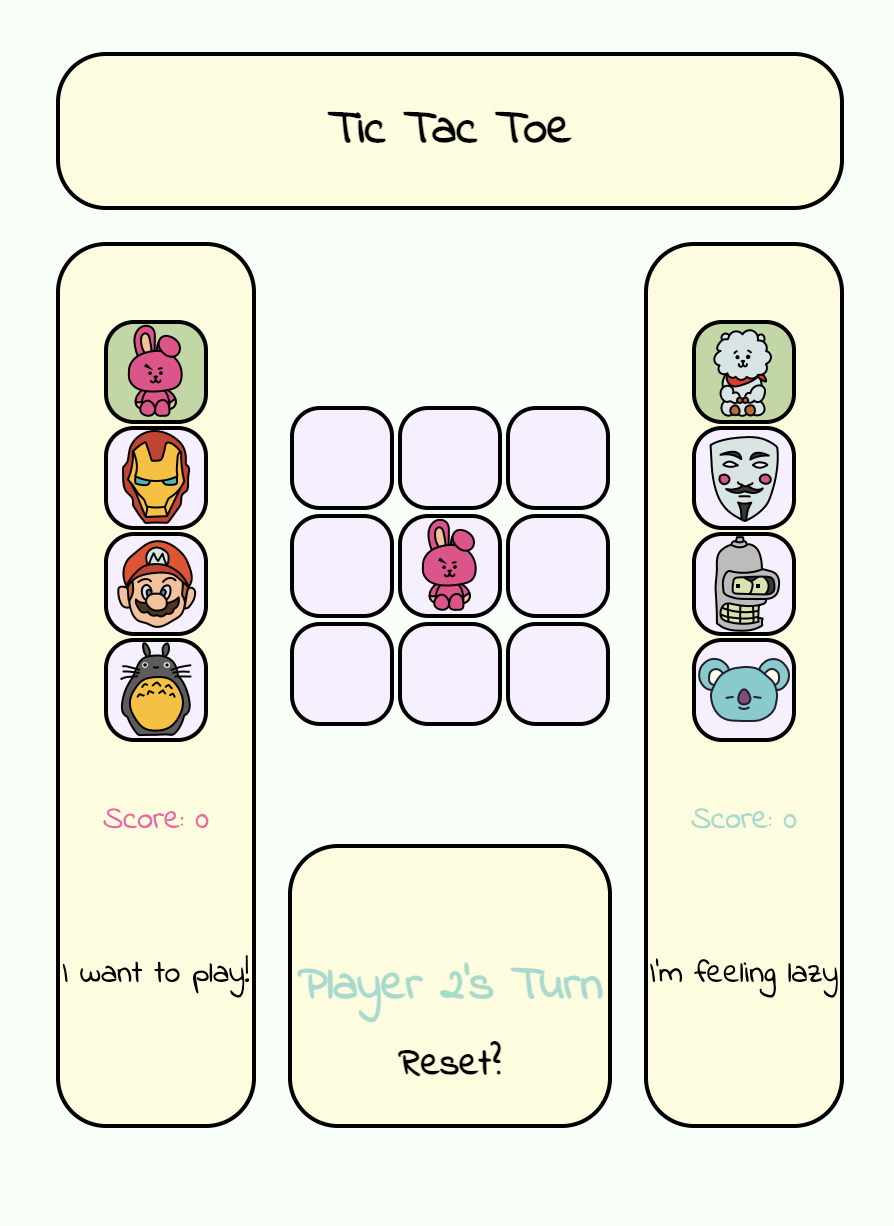 Tic Tac Toe
M
Score: 0
I want to play!
Player 2's Turn
Reset?
Score: 0
I'm feeling lazy